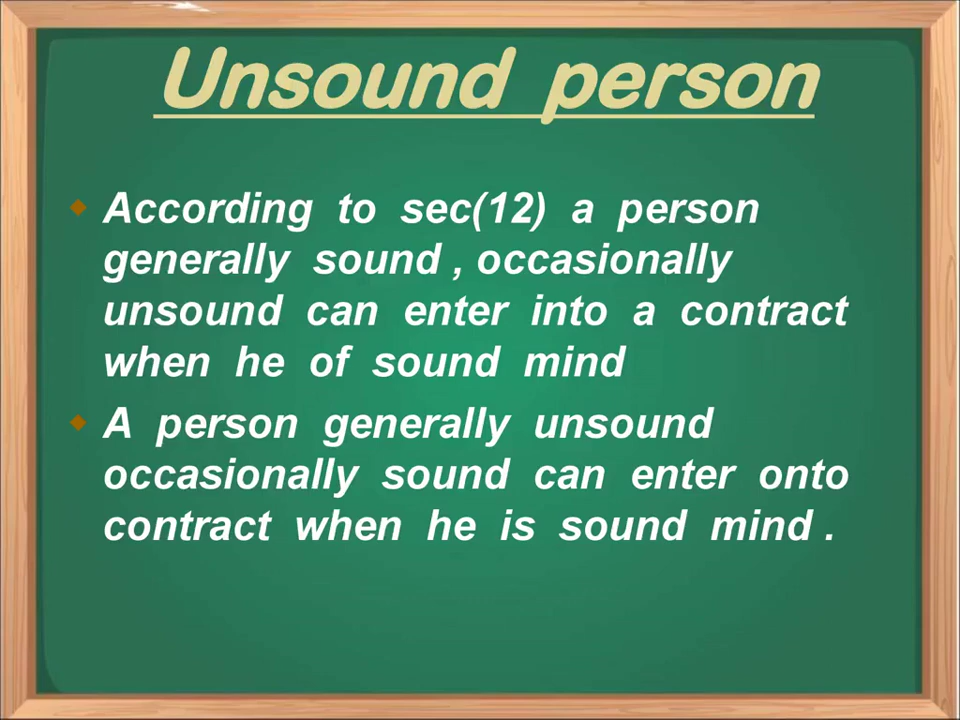 Unsound person
According to sec(12) a person
generally sound , occasionally
unsound can enter into a contract
when he of sound mind
A person generally unsound
occasionally sound can enter onto
contract when he is sound mind .